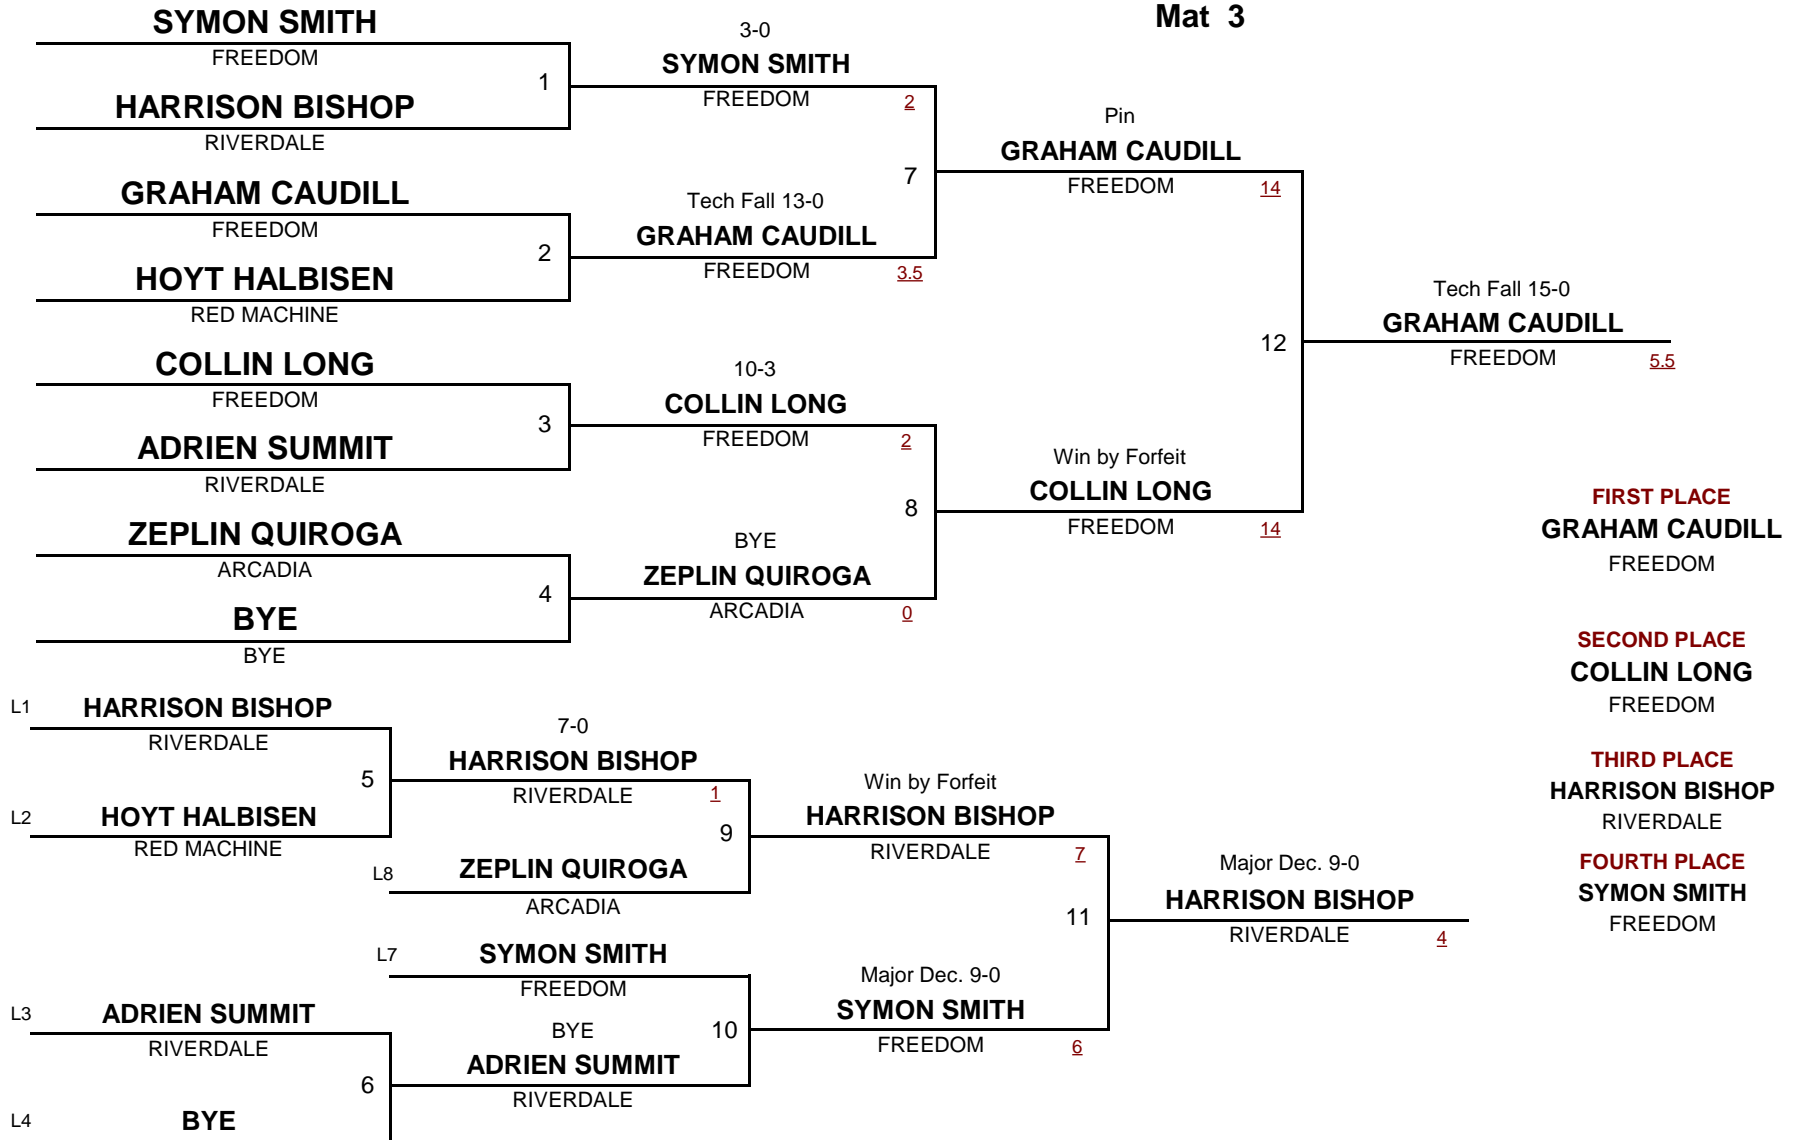 Mat 3
SYMON SMITH
FREEDOM
1
HARRISON BISHOP
RIVERDALE
GRAHAM CAUDILL
FREEDOM
2
HOYT HALBISEN
RED MACHINE
COLLIN LONG
FREEDOM
3
ADRIEN SUMMIT
RIVERDALE
ZEPLIN QUIROGA
ARCADIA
4
BYE
BYE
3-0
SYMON SMITH
FREEDOM 2
7
Tech Fall 13-0
GRAHAM CAUDILL
FREEDOM 3.5
10-3
COLLIN LONG
FREEDOM 2
8
BYE
ZEPLIN QUIROGA
ARCADIA 0
Pin
GRAHAM CAUDILL
FREEDOM 14
12
Win by Forfeit
COLLIN LONG
FREEDOM 14
Tech Fall 15-0
GRAHAM CAUDILL
FREEDOM 5.5
FIRST PLACE
GRAHAM CAUDILL
FREEDOM
SECOND PLACE
COLLIN LONG
FREEDOM
THIRD PLACE
HARRISON BISHOP
RIVERDALE
FOURTH PLACE
SYMON SMITH
FREEDOM
L1 HARRISON BISHOP
RIVERDALE
5
L2 HOYT HALBISEN
RED MACHINE
7-0
HARRISON BISHOP
RIVERDALE 1
9
L8 ZEPLIN QUIROGA
ARCADIA
L7 SYMON SMITH
FREEDOM
10
BYE
ADRIEN SUMMIT
RIVERDALE
L3 ADRIEN SUMMIT
RIVERDALE
6
L4 BYE
Win by Forfeit
HARRISON BISHOP
RIVERDALE 7
11
Major Dec. 9-0
SYMON SMITH
FREEDOM 6
Major Dec. 9-0
HARRISON BISHOP
RIVERDALE 4